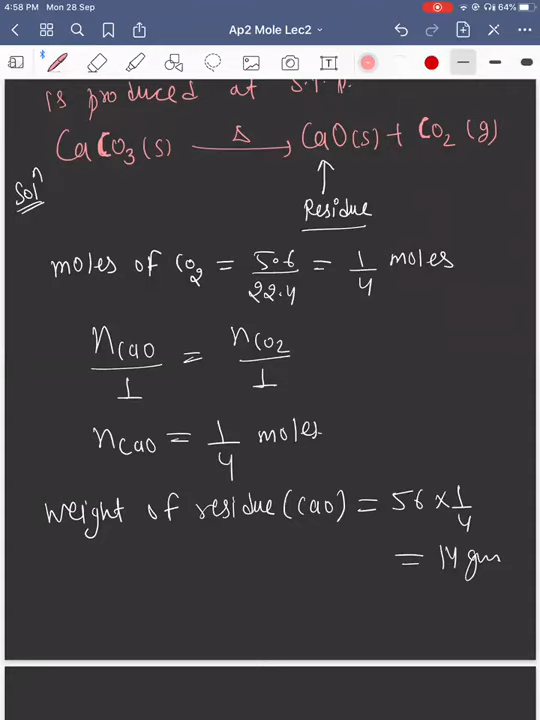 4:58 PM Mon 28 Sep 64%
Ap2 Mole Lec2
is produced at S.T.P.
CaCO₃(s) —Δ→ CaO(s) + CO₂(g)
Solⁿ
Residue
moles of CO₂ = 5.6/22.4 = 1/4 moles
nCaO/1 = nCO₂/1
nCaO = 1/4 moles
Weight of residue(CaO) = 56 × 1/4
= 14 gm